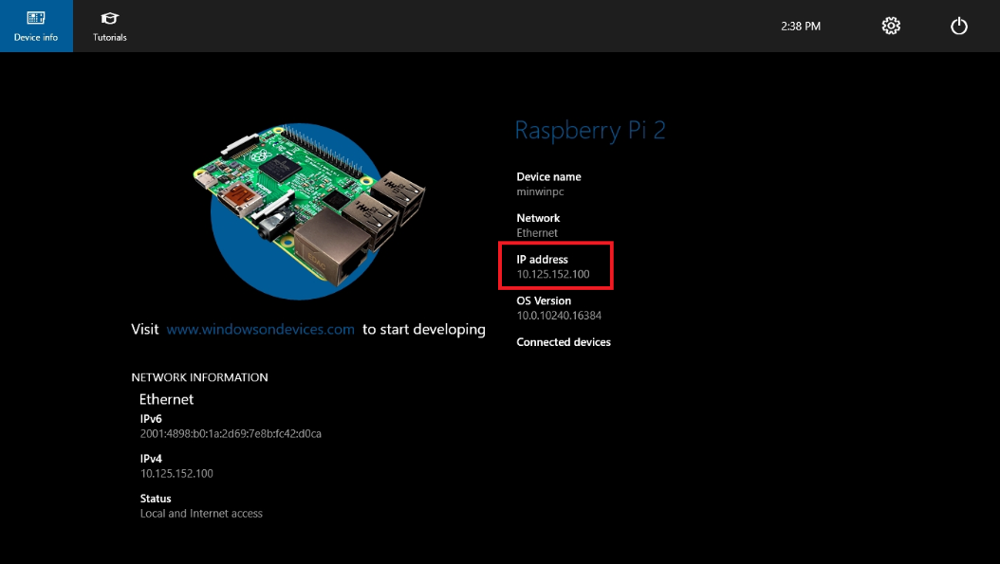 Device info
Tutorials
2:38 PM
Raspberry Pi 2
Device name
minwinpc
Network
Ethernet
IP address
10.125.152.100
OS Version
10.0.10240.16384
Connected devices
Visit www.windowsondevices.com to start developing
NETWORK INFORMATION
Ethernet
IPv6
2001:4898:b0:1a:2d69:7e8b:fc42:d0ca
IPv4
10.125.152.100
Status
Local and Internet access